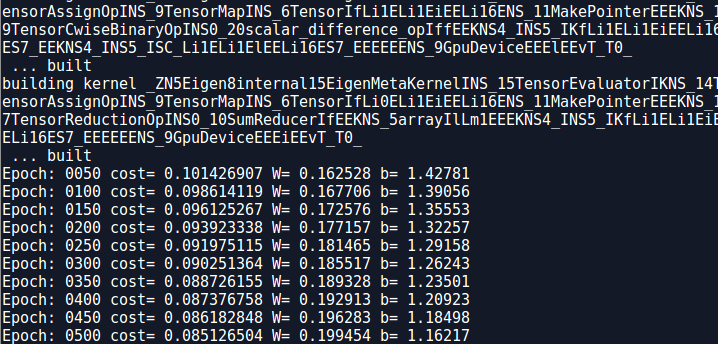 ensorAssignOpINS_9TensorMapINS_6TensorIfLi1ELi1EiEELi16ENS_11MakePointerEEEKNS_1
9TensorCwiseBinaryOpINS0_20scalar_difference_opIffEEKNS4_INS5_IKfLi1ELi1EiEELi16
ES7_EEKNS4_INS5_ISC_Li1ELi1ElEELi16ES7_EEEEEENS_9GpuDeviceEEElEEvT_T0_
... built
building kernel _ZN5Eigen8internal15EigenMetaKernelINS_15TensorEvaluatorIKNS_14T
ensorAssignOpINS_9TensorMapINS_6TensorIfLi0ELi1EiEELi16ENS_11MakePointerEEEKNS_1
7TensorReductionOpINS0_10SumReducerIfEEKNS_5arrayIlLm1EEEKNS4_INS5_IKfLi1ELi1EiE
ELi16ES7_EEEEEENS_9GpuDeviceEEEiEEvT_T0_
... built
Epoch: 0050 cost= 0.101426907 W= 0.162528 b= 1.42781
Epoch: 0100 cost= 0.098614119 W= 0.167706 b= 1.39056
Epoch: 0150 cost= 0.096125267 W= 0.172576 b= 1.35553
Epoch: 0200 cost= 0.093923338 W= 0.177157 b= 1.32257
Epoch: 0250 cost= 0.091975115 W= 0.181465 b= 1.29158
Epoch: 0300 cost= 0.090251364 W= 0.185517 b= 1.26243
Epoch: 0350 cost= 0.088726155 W= 0.189328 b= 1.23501
Epoch: 0400 cost= 0.087376758 W= 0.192913 b= 1.20923
Epoch: 0450 cost= 0.086182848 W= 0.196283 b= 1.18498
Epoch: 0500 cost= 0.085126504 W= 0.199454 b= 1.16217